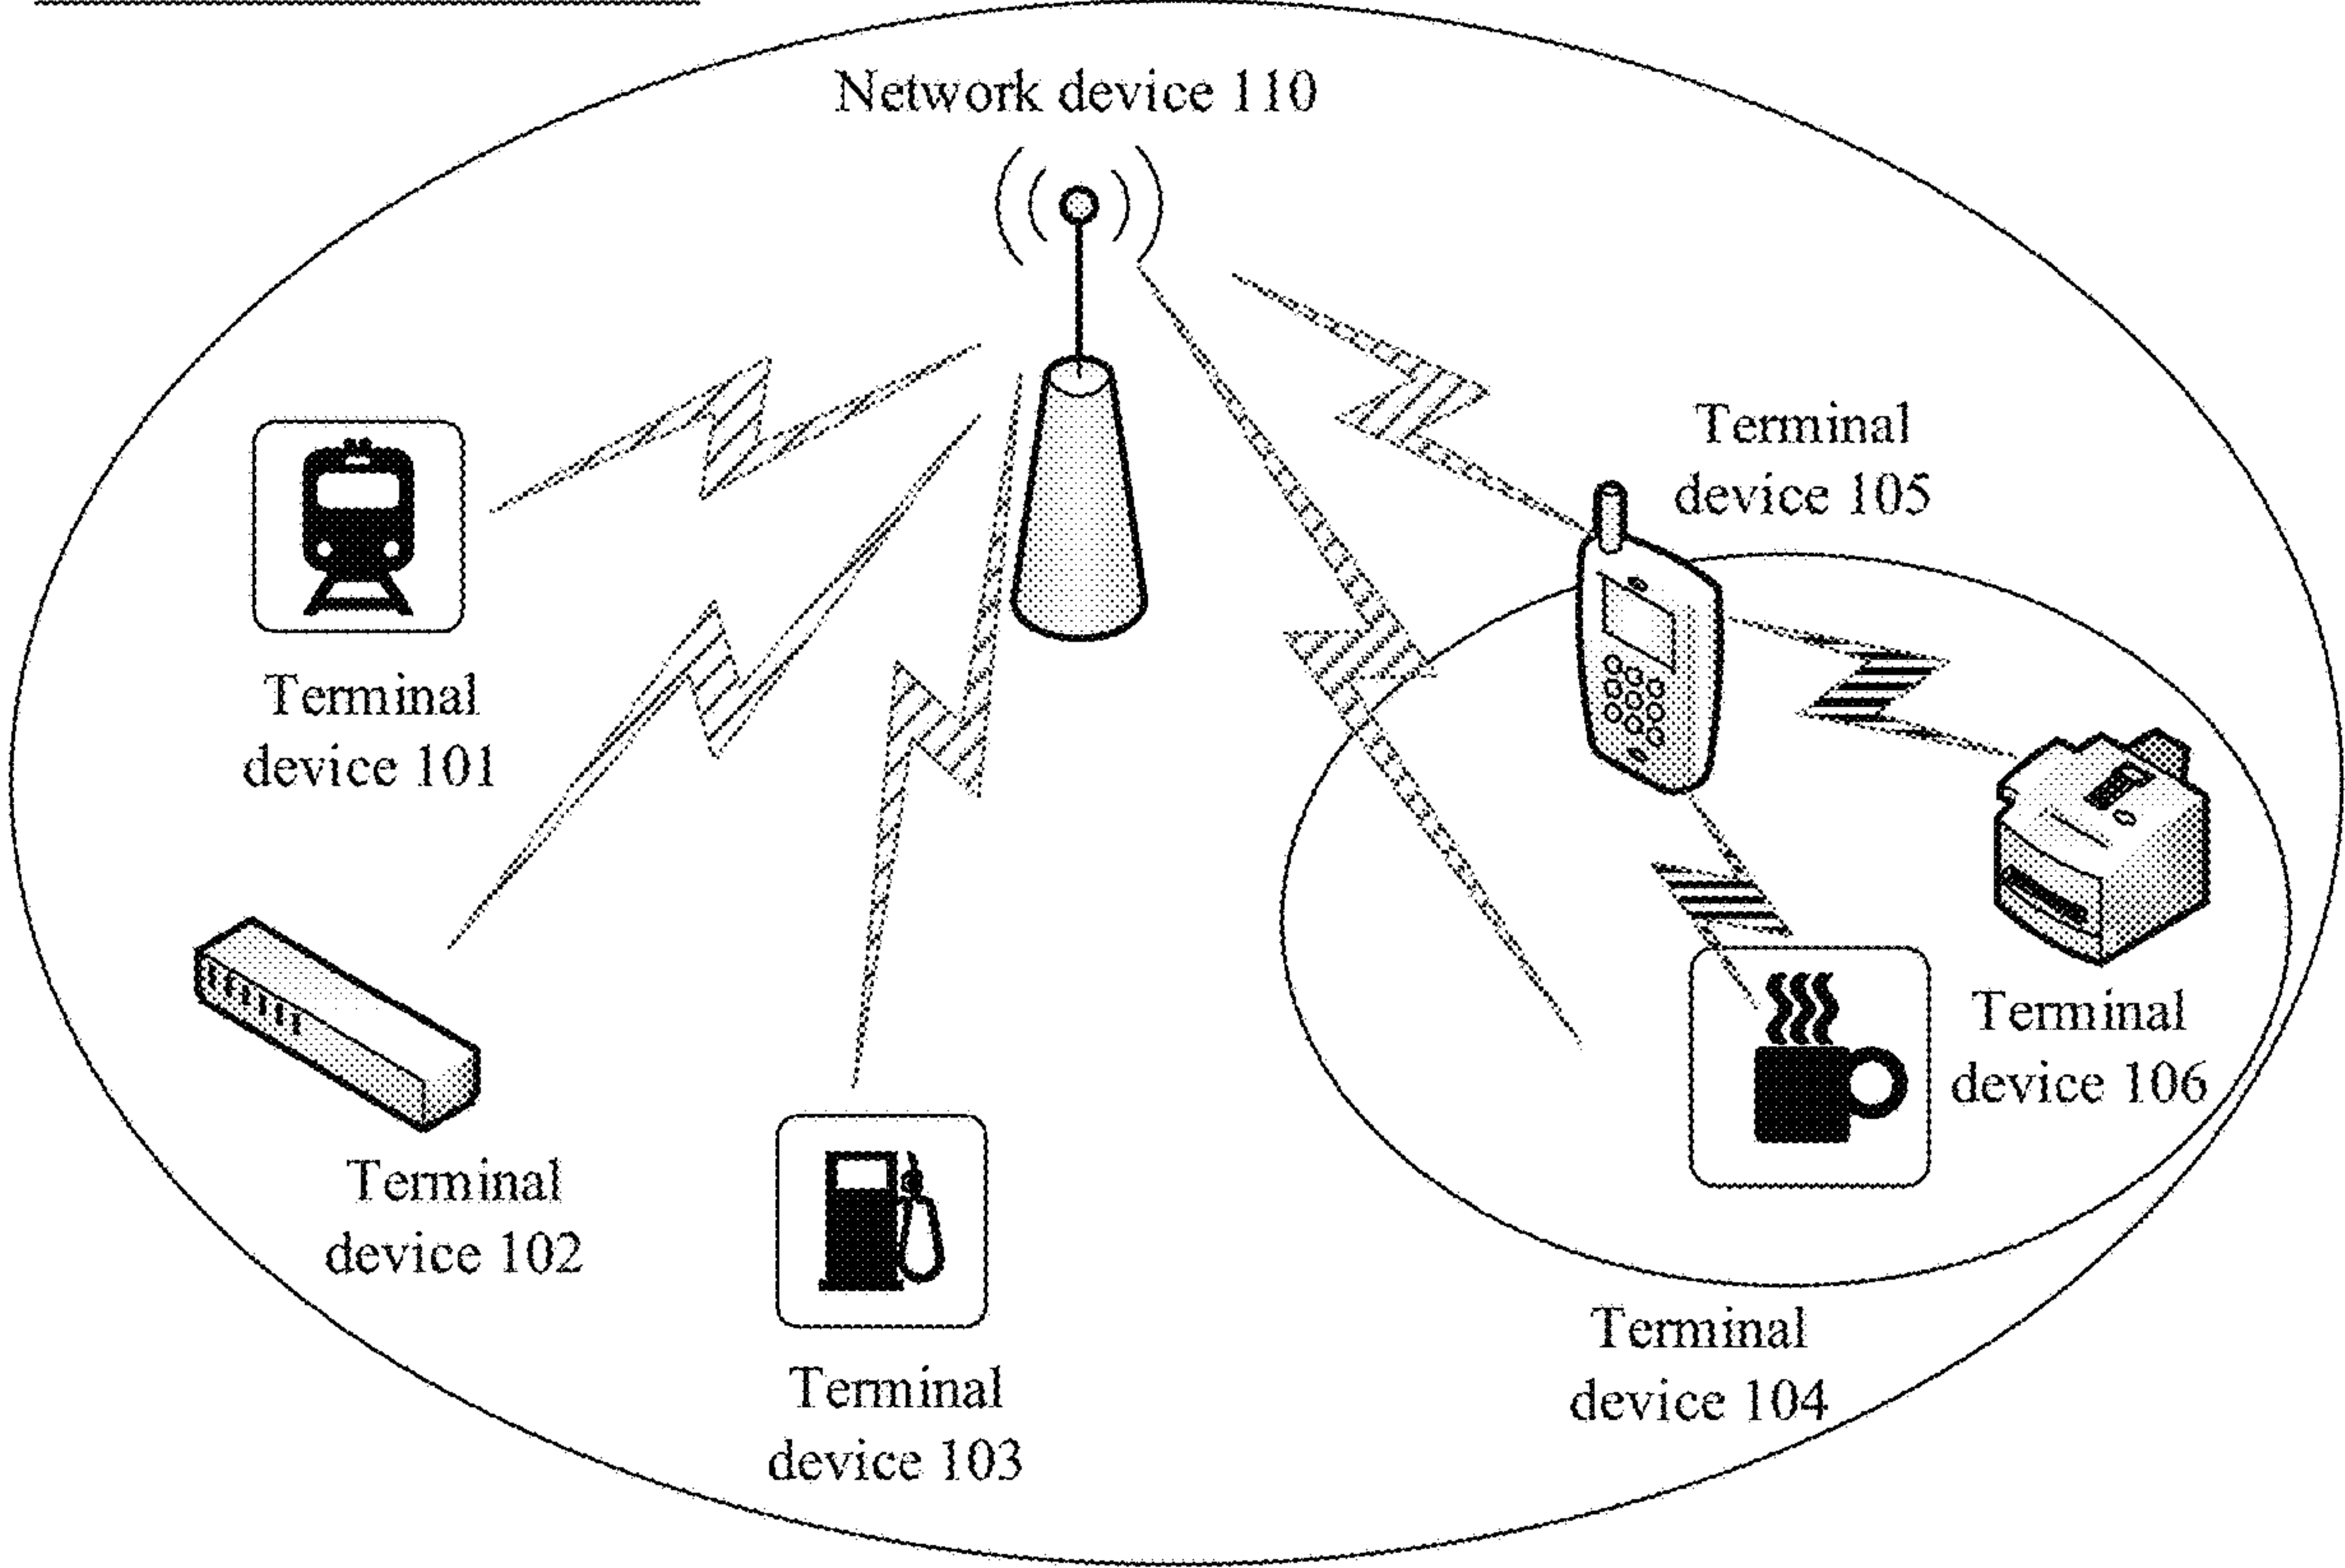 Network device 110
Terminal
device 105
Terminal
device 101
Terminal
device 106
Terminal
device 102
Terminal
device 104
Terminal
device 103